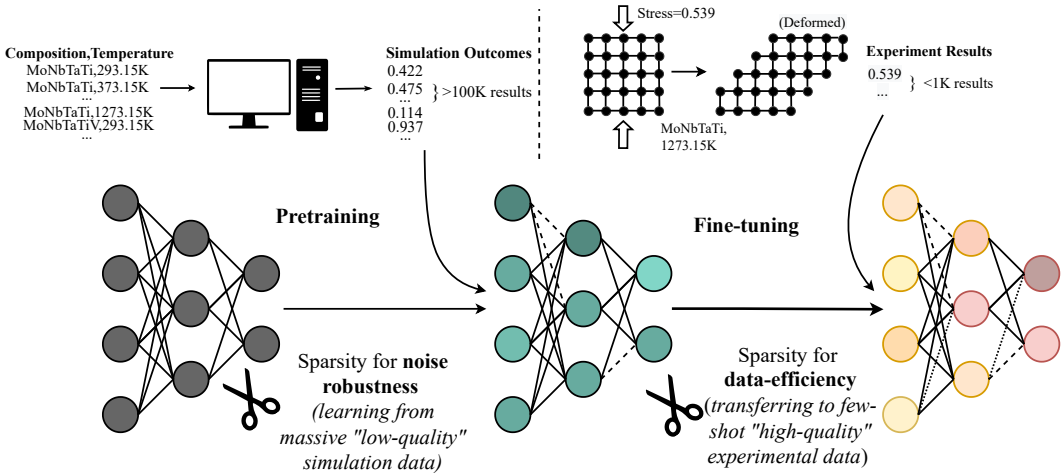 Composition,Temperature
MoNbTaTi,293.15K
MoNbTaTi,373.15K
...
MoNbTaTi,1273.15K
MoNbTaTiV,293.15K
...
Simulation Outcomes
0.422
0.475
...
} >100K results
0.114
0.937
...
Stress=0.539
(Deformed)
MoNbTaTi,
1273.15K
Experiment Results
0.539
...
} <1K results
Pretraining
Fine-tuning
Sparsity for noise
robustness
(learning from
massive "low-quality"
simulation data)
Sparsity for
data-efficiency
(transferring to few-
shot "high-quality"
experimental data)